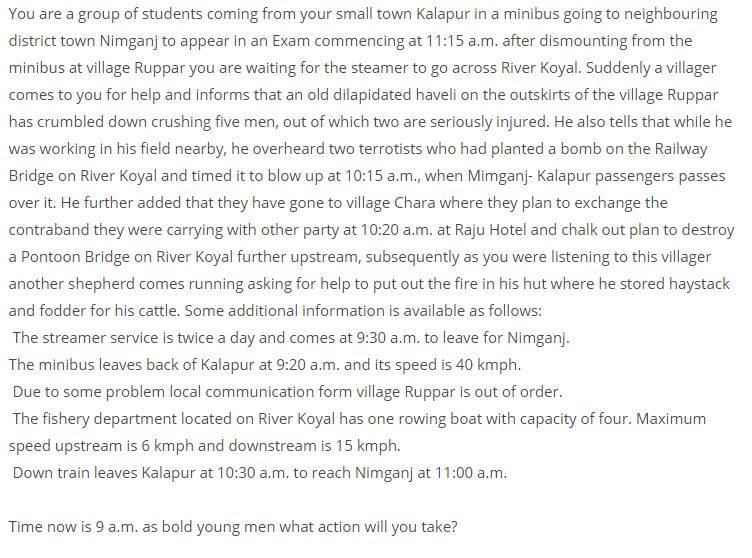 You are a group of students coming from your small town Kalapur in a minibus going to neighbouring
district town Nimganj to appear in an Exam commencing at 11:15 a.m. after dismounting from the
minibus at village Ruppar you are waiting for the steamer to go across River Koyal. Suddenly a villager
comes to you for help and informs that an old dilapidated haveli on the outskirts of the village Ruppar
has crumbled down crushing five men, out of which two are seriously injured. He also tells that while he
was working in his field nearby, he overheard two terrotists who had planted a bomb on the Railway
Bridge on River Koyal and timed it to blow up at 10:15 a.m., when Mimganj- Kalapur passengers passes
over it. He further added that they have gone to village Chara where they plan to exchange the
contraband they were carrying with other party at 10:20 a.m. at Raju Hotel and chalk out plan to destroy
a Pontoon Bridge on River Koyal further upstream, subsequently as you were listening to this villager
another shepherd comes running asking for help to put out the fire in his hut where he stored haystack
and fodder for his cattle. Some additional information is available as follows:
The streamer service is twice a day and comes at 9:30 a.m. to leave for Nimganj.
The minibus leaves back of Kalapur at 9:20 a.m. and its speed is 40 kmph.
Due to some problem local communication form village Ruppar is out of order.
The fishery department located on River Koyal has one rowing boat with capacity of four. Maximum
speed upstream is 6 kmph and downstream is 15 kmph.
Down train leaves Kalapur at 10:30 a.m. to reach Nimganj at 11:00 a.m.
Time now is 9 a.m. as bold young men what action will you take?